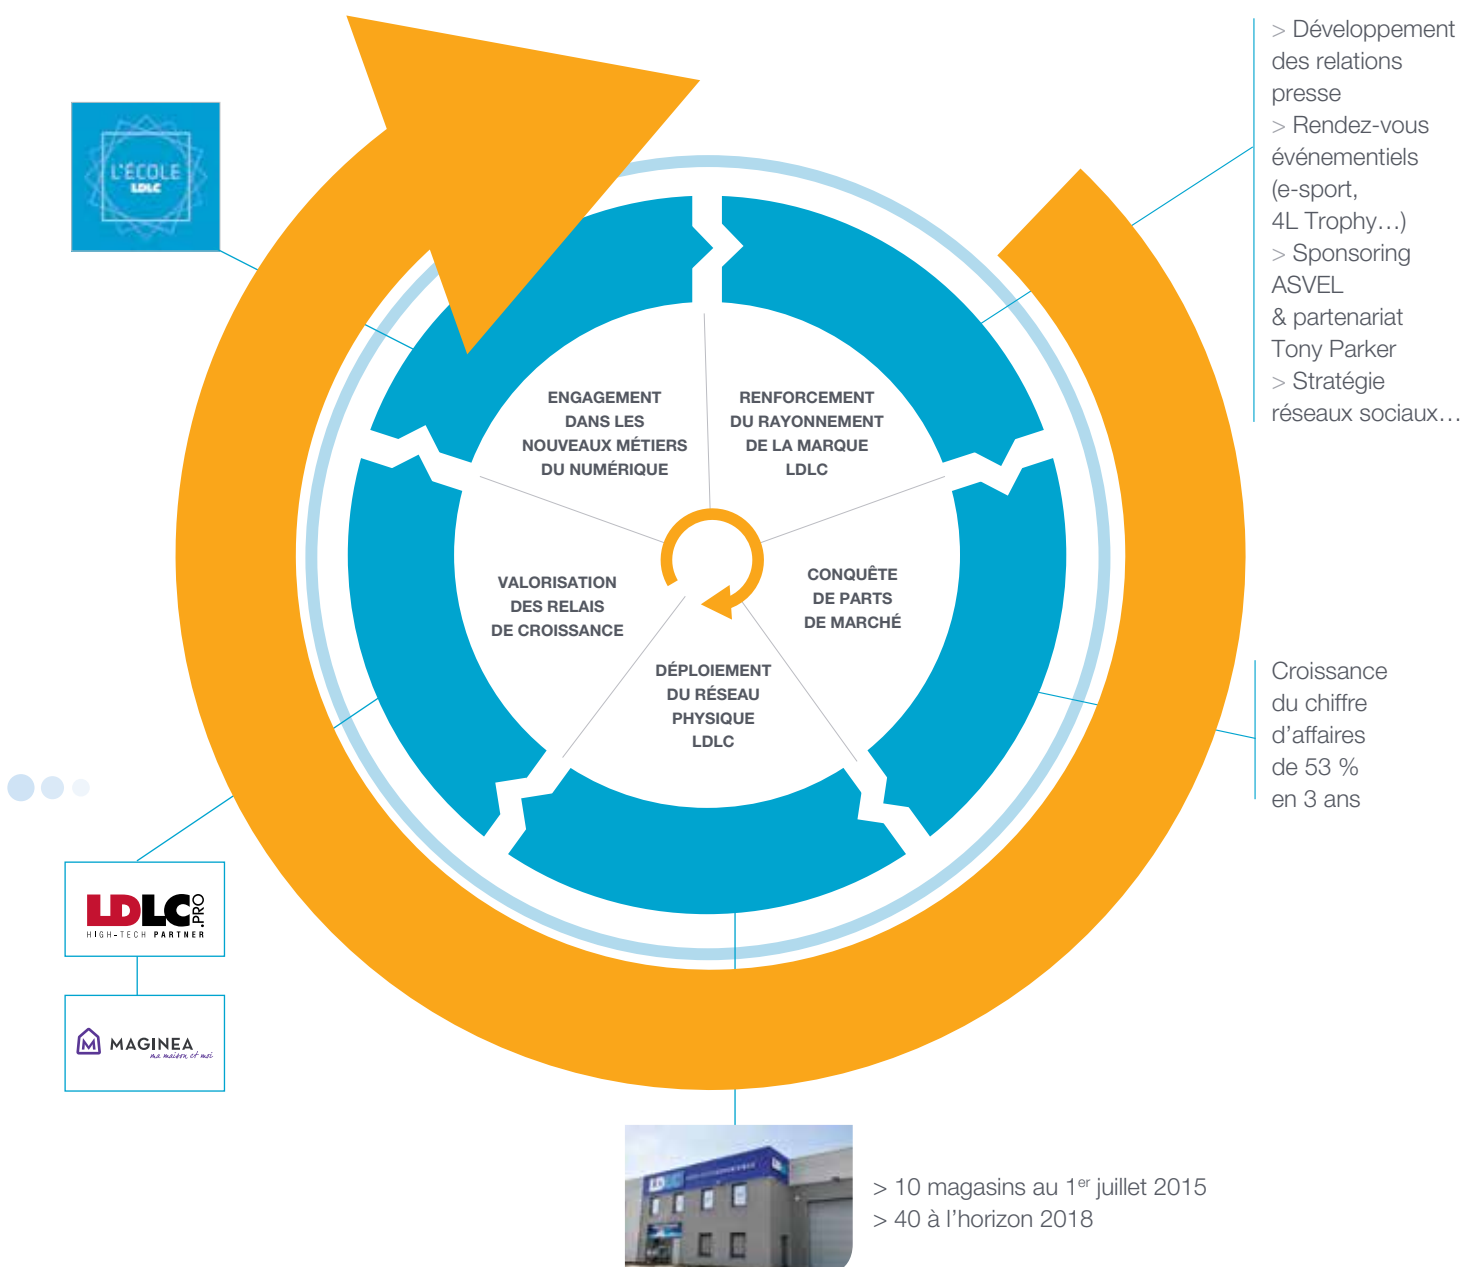 L'ÉCOLE
LDLC
> Développement
des relations
presse
> Rendez-vous
événementiels
(e-sport,
4L Trophy…)
> Sponsoring
ASVEL
& partenariat
Tony Parker
> Stratégie
réseaux sociaux…
ENGAGEMENT
DANS LES
NOUVEAUX MÉTIERS
DU NUMÉRIQUE
RENFORCEMENT
DU RAYONNEMENT
DE LA MARQUE
LDLC
CONQUÊTE
DE PARTS
DE MARCHÉ
VALORISATION
DES RELAIS
DE CROISSANCE
DÉPLOIEMENT
DU RÉSEAU
PHYSIQUE
LDLC
Croissance
du chiffre
d'affaires
de 53 %
en 3 ans
LDLC.PRO
HIGH-TECH PARTNER
MAGINEA
ma maison et moi
LDLC
> 10 magasins au 1er juillet 2015
> 40 à l'horizon 2018